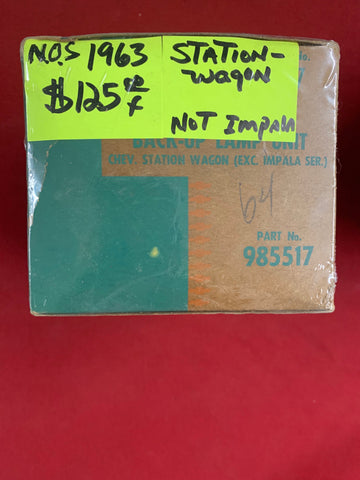 N.O.S 1963
$125
STATION-
wagon
NOT Impala
No.
BACK-UP LAMP UNIT
CHEV. STATION WAGON (EXC. IMPALA SER.)
64
PART No.
985517